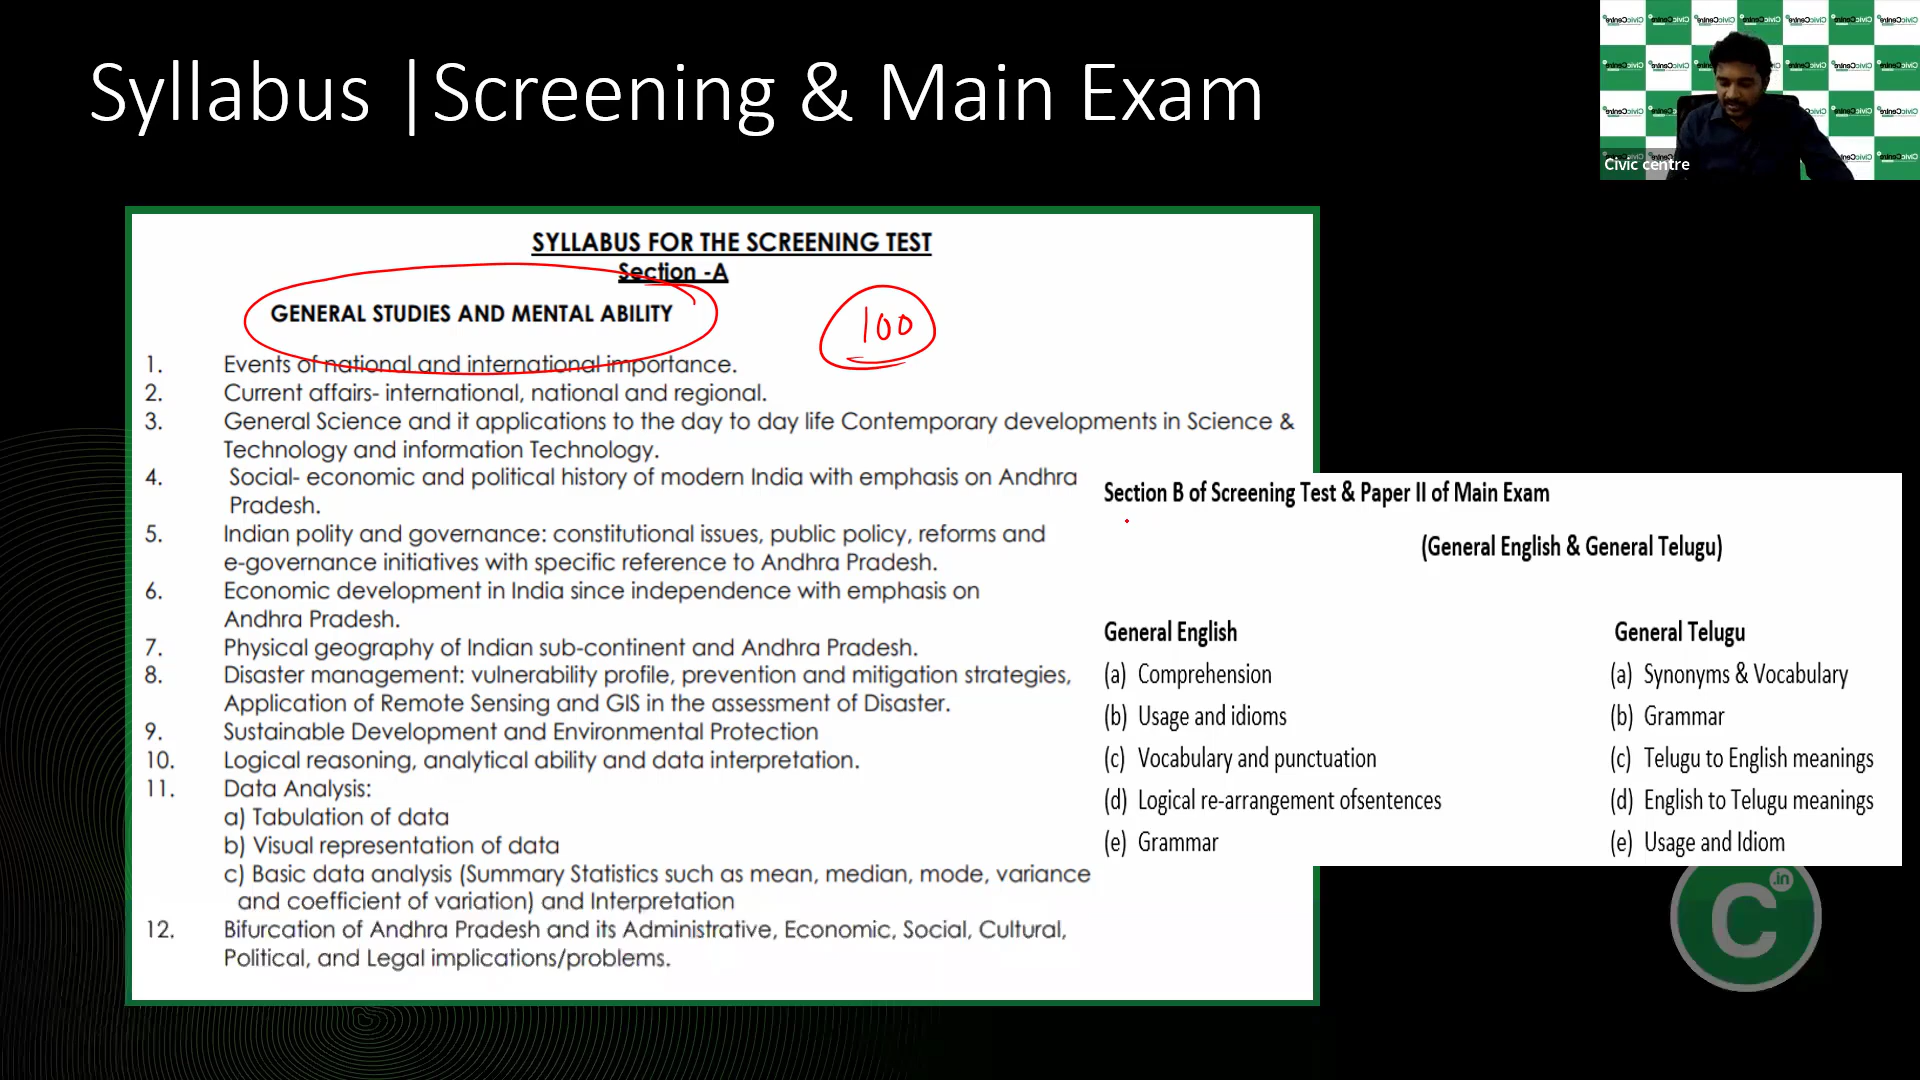 Syllabus |Screening & Main Exam
Civic centre
SYLLABUS FOR THE SCREENING TEST
Section -A
GENERAL STUDIES AND MENTAL ABILITY
100
1. Events of national and international importance.
2. Current affairs- international, national and regional.
3. General Science and it applications to the day to day life Contemporary developments in Science &
Technology and information Technology.
4. Social- economic and political history of modern India with emphasis on Andhra
Pradesh.
5. Indian polity and governance: constitutional issues, public policy, reforms and
e-governance initiatives with specific reference to Andhra Pradesh.
6. Economic development in India since independence with emphasis on
Andhra Pradesh.
7. Physical geography of Indian sub-continent and Andhra Pradesh.
8. Disaster management: vulnerability profile, prevention and mitigation strategies,
Application of Remote Sensing and GIS in the assessment of Disaster.
9. Sustainable Development and Environmental Protection
10. Logical reasoning, analytical ability and data interpretation.
11. Data Analysis:
a) Tabulation of data
b) Visual representation of data
c) Basic data analysis (Summary Statistics such as mean, median, mode, variance
and coefficient of variation) and Interpretation
12. Bifurcation of Andhra Pradesh and its Administrative, Economic, Social, Cultural,
Political, and Legal implications/problems.
Section B of Screening Test & Paper II of Main Exam
(General English & General Telugu)
General English
(a) Comprehension
(b) Usage and idioms
(c) Vocabulary and punctuation
(d) Logical re-arrangement ofsentences
(e) Grammar
General Telugu
(a) Synonyms & Vocabulary
(b) Grammar
(c) Telugu to English meanings
(d) English to Telugu meanings
(e) Usage and Idiom
C .in